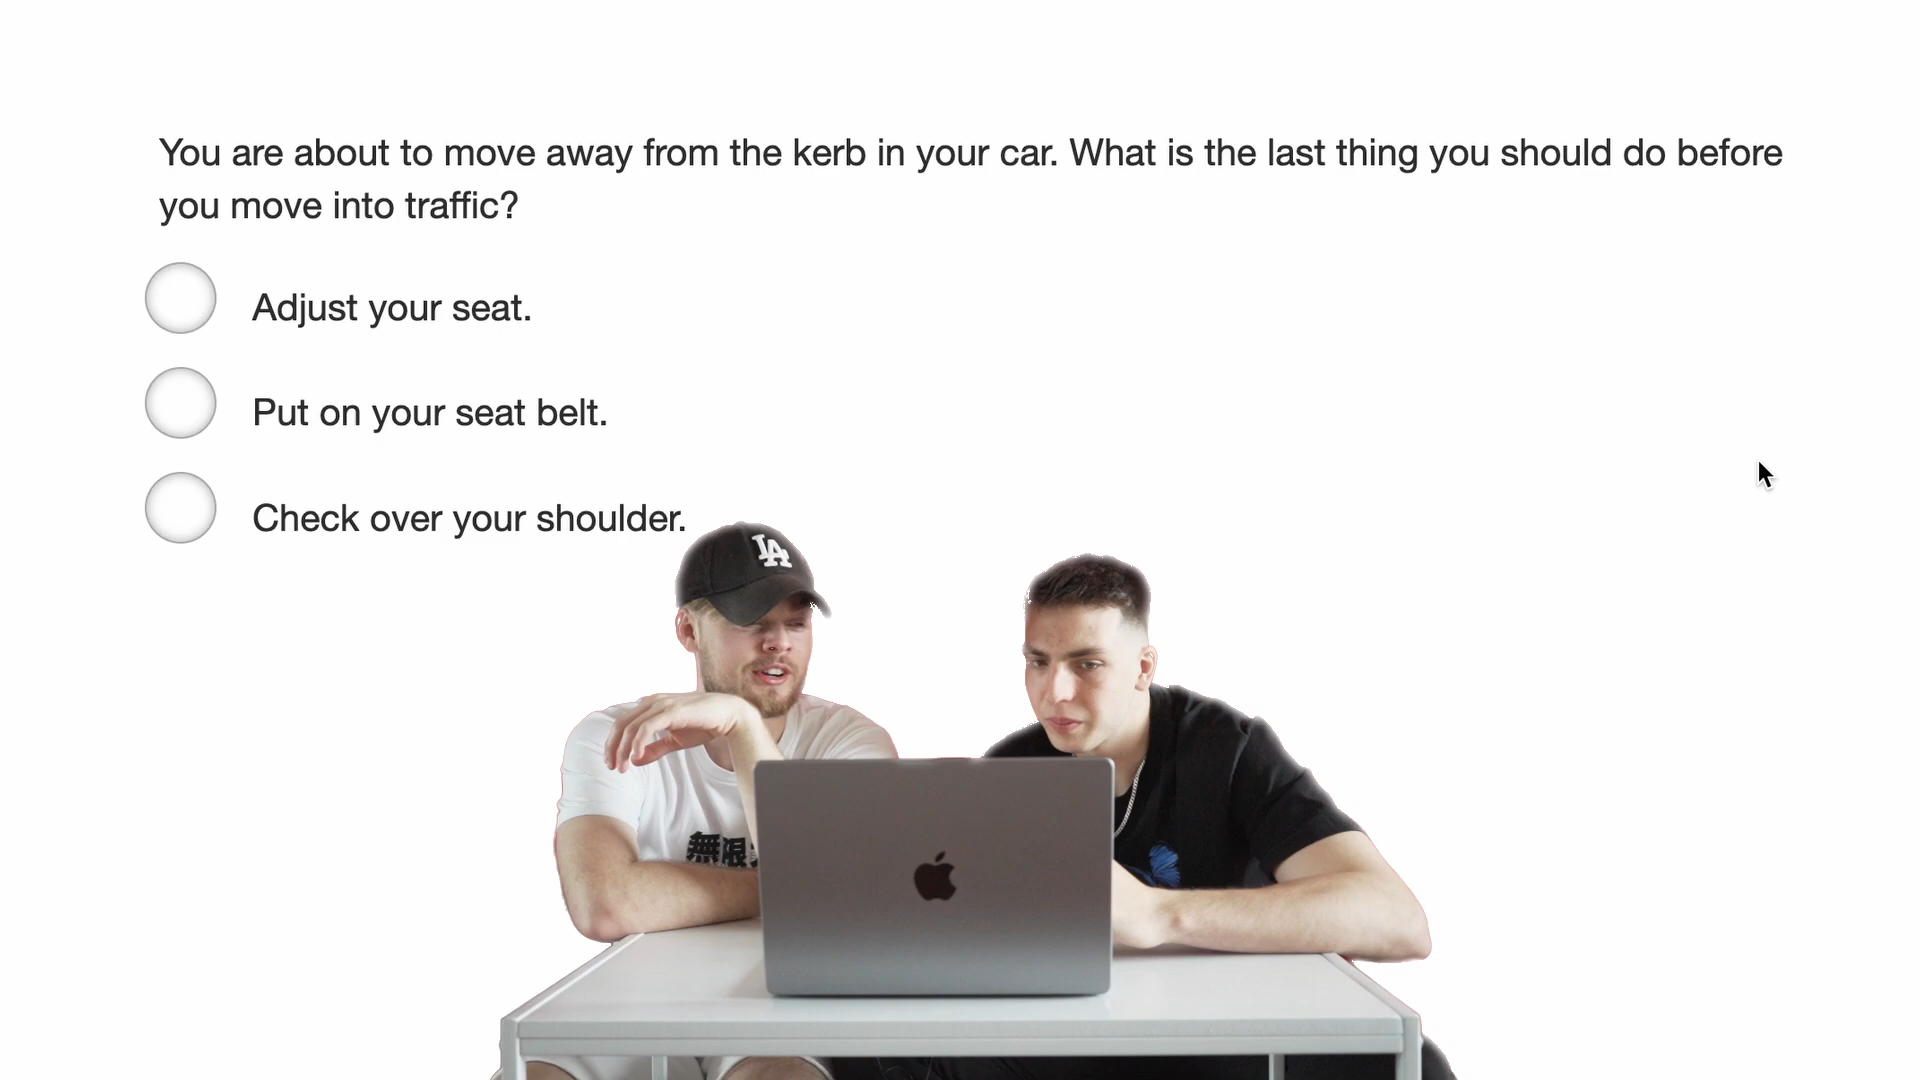 You are about to move away from the kerb in your car. What is the last thing you should do before
you move into traffic?
Adjust your seat.
Put on your seat belt.
Check over your shoulder.
LA
無限